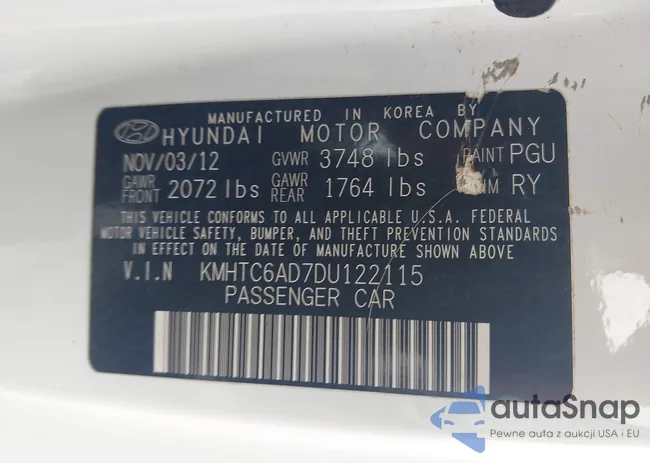 MANUFACTURED IN KOREA BY
HYUNDAI MOTOR COMPANY
NOV/03/12 GVWR 3748 lbs PAINT PGU
GAWR FRONT 2072 lbs GAWR REAR 1764 lbs RY
THIS VEHICLE CONFORMS TO ALL APPLICABLE U.S.A. FEDERAL
MOTOR VEHICLE SAFETY, BUMPER, AND THEFT PREVENTION STANDARDS
IN EFFECT ON THE DATE OF MANUFACTURE SHOWN ABOVE
V.I.N KMHTC6AD7DU122115
PASSENGER CAR
autaSnap
Pewne auta z aukcji USA i EU